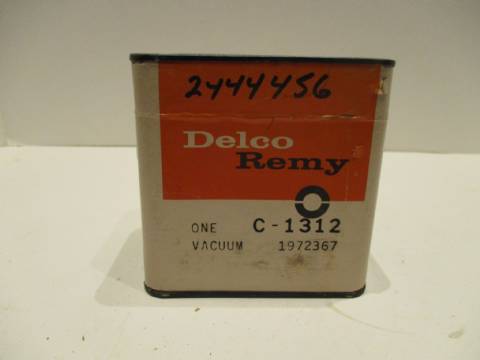 2444456
Delco
Remy
ONE C-1312
VACUUM 1972367